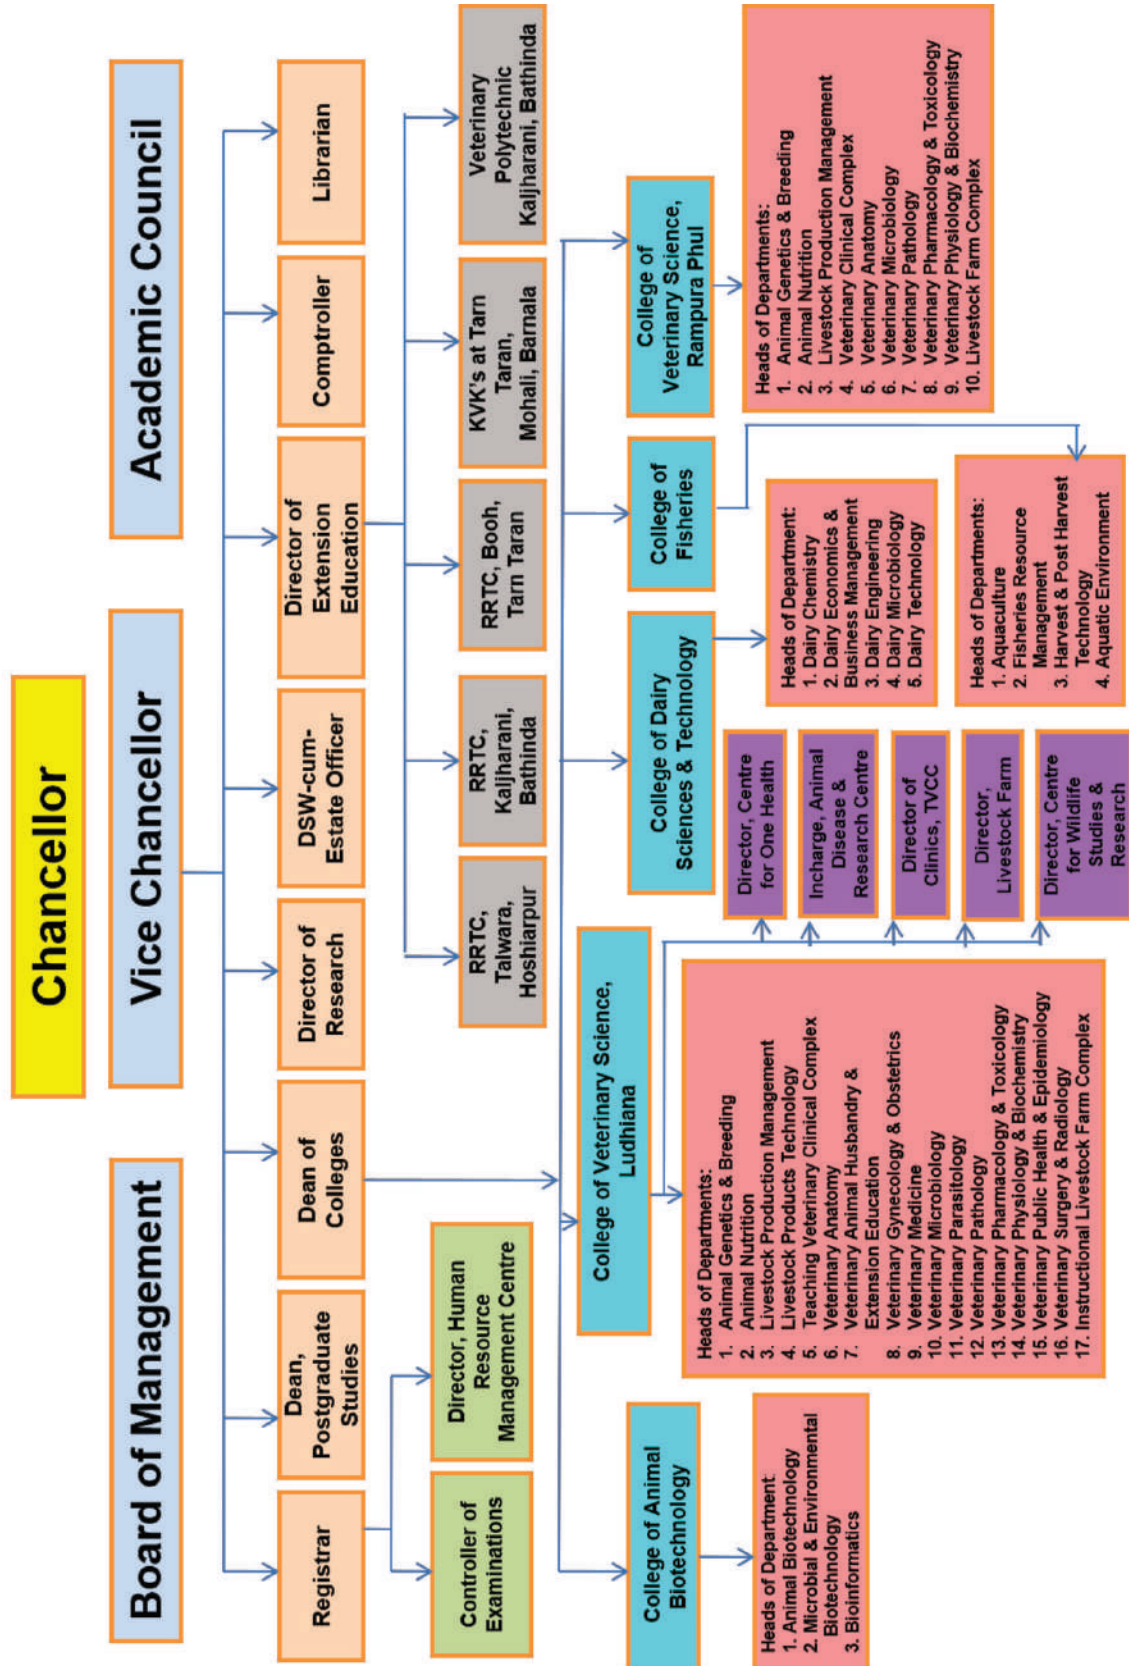 Chancellor
Board of Management
Vice Chancellor
Academic Council
Registrar
Dean,
Postgraduate
Studies
Dean of
Colleges
Director of
Research
DSW-cum-
Estate Officer
Director of
Extension
Education
Comptroller
Librarian
Controller of
Examinations
Director, Human
Resource
Management Centre
RRTC,
Talwara,
Hoshiarpur
RRTC,
Kaljharani,
Bathinda
RRTC, Booh,
Tarn Taran
KVK's at Tarn
Taran,
Mohali, Barnala
Veterinary
Polytechnic
Kaljharani, Bathinda
College of Animal
Biotechnology
College of Veterinary Science,
Ludhiana
College of Dairy
Sciences & Technology
College of
Fisheries
College of
Veterinary Science,
Rampura Phul
Heads of Department:
1. Animal Biotechnology
2. Microbial & Environmental
Biotechnology
3. Bioinformatics
Heads of Departments:
1. Animal Genetics & Breeding
2. Animal Nutrition
3. Livestock Production Management
4. Livestock Products Technology
5. Teaching Veterinary Clinical Complex
6. Veterinary Anatomy
7. Veterinary Animal Husbandry &
Extension Education
8. Veterinary Gynecology & Obstetrics
9. Veterinary Medicine
10. Veterinary Microbiology
11. Veterinary Parasitology
12. Veterinary Pathology
13. Veterinary Pharmacology & Toxicology
14. Veterinary Physiology & Biochemistry
15. Veterinary Public Health & Epidemiology
16. Veterinary Surgery & Radiology
17. Instructional Livestock Farm Complex
Director, Centre
for One Health
Incharge, Animal
Disease &
Research Centre
Director of
Clinics, TVCC
Director,
Livestock Farm
Director, Centre
for Wildlife
Studies &
Research
Heads of Department:
1. Dairy Chemistry
2. Dairy Economics &
Business Management
3. Dairy Engineering
4. Dairy Microbiology
5. Dairy Technology
Heads of Departments:
1. Aquaculture
2. Fisheries Resource
Management
3. Harvest & Post Harvest
Technology
4. Aquatic Environment
Heads of Departments:
1. Animal Genetics & Breeding
2. Animal Nutrition
3. Livestock Production Management
4. Veterinary Clinical Complex
5. Veterinary Anatomy
6. Veterinary Microbiology
7. Veterinary Pathology
8. Veterinary Pharmacology & Toxicology
9. Veterinary Physiology & Biochemistry
10. Livestock Farm Complex